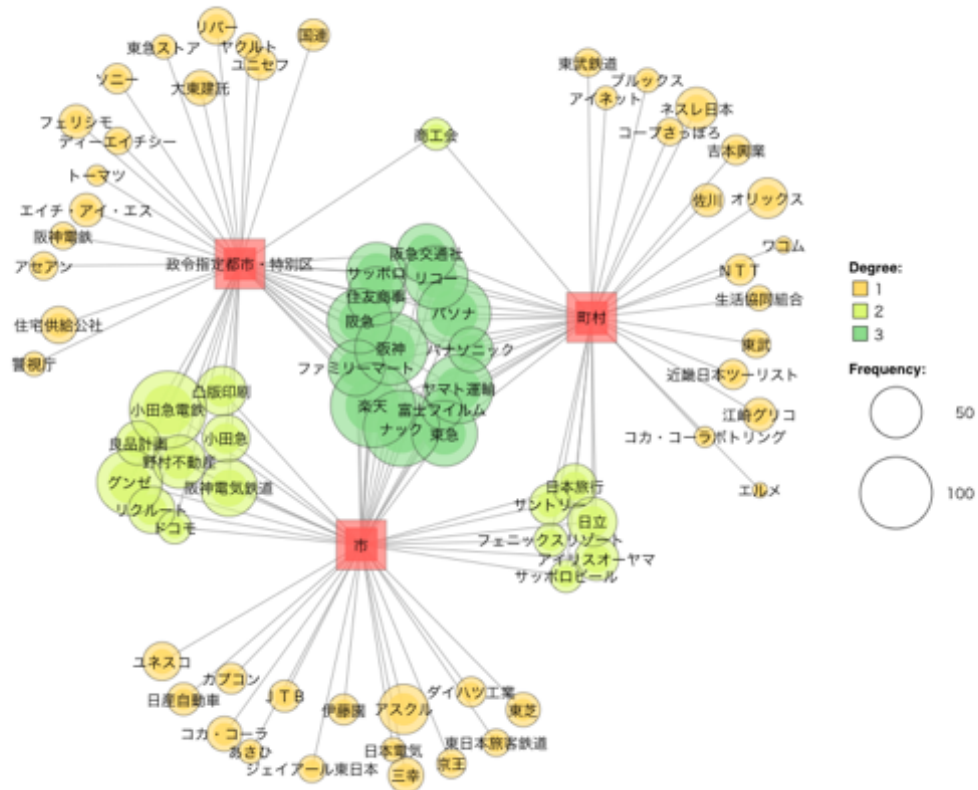 リバー
国連
東急ストア
ヤクルト
ユニセフ
ソニー
大東建託
フェリシモ
ディーエイチシー
トーマツ
エイチ・アイ・エス
阪神電鉄
アセアン
政令指定都市・特別区
住宅供給公社
警視庁
商工会
東武鉄道
ブルックス
アイネット
ネスレ日本
コープさっぽろ
吉本興業
佐川
オリックス
ワコム
ＮＴＴ
生活協同組合
町村
東武
近畿日本ツーリスト
江崎グリコ
コカ・コーラボトリング
エルメ
阪急交通社
サッポロ
リコー
住友商事
阪急
パソナ
阪神
パナソニック
ファミリーマート
ヤマト運輸
楽天
富士フイルム
ナック
東急
凸版印刷
小田急電鉄
良品計画
小田急
野村不動産
グンゼ
阪神電気鉄道
リクルート
ドコモ
日本旅行
サントリー
日立
フェニックスリゾート
アイリスオーヤマ
サッポロビール
市
ユネスコ
カプコン
日産自動車
ＪＴＢ
伊藤園
アスクル
ダイハツ工業
東芝
コカ・コーラ
あさひ
ジェイアール東日本
日本電気
東日本旅客鉄道
三幸
京王
Degree:
1
2
3
Frequency:
50
100